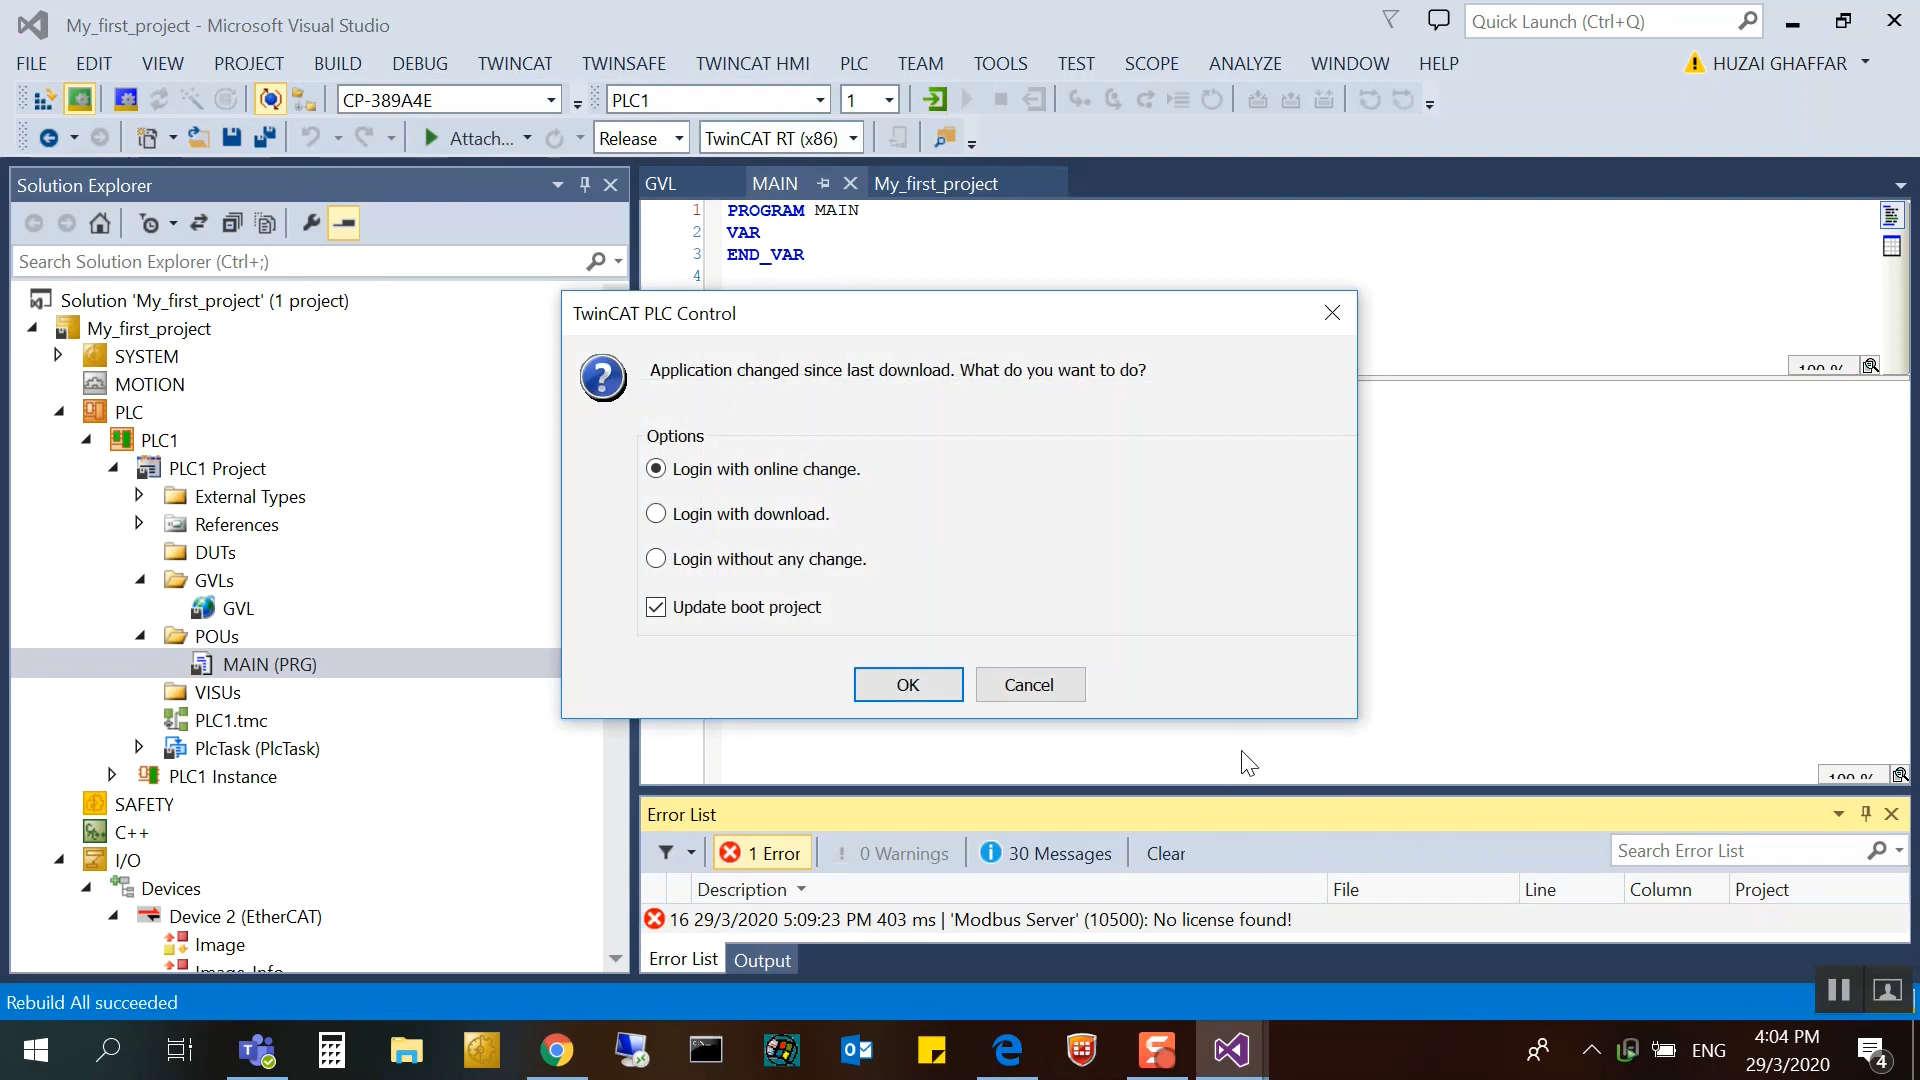 My_first_project - Microsoft Visual Studio
Quick Launch (Ctrl+Q)
FILE EDIT VIEW PROJECT BUILD DEBUG TWINCAT TWINSAFE TWINCAT HMI PLC TEAM TOOLS TEST SCOPE ANALYZE WINDOW HELP
HUZAI GHAFFAR
CP-389A4E
PLC1
1
Attach...
Release
TwinCAT RT (x86)
Solution Explorer
Search Solution Explorer (Ctrl+;)
Solution 'My_first_project' (1 project)
My_first_project
SYSTEM
MOTION
PLC
PLC1
PLC1 Project
External Types
References
DUTs
GVLs
GVL
POUs
MAIN (PRG)
VISUs
PLC1.tmc
PlcTask (PlcTask)
PLC1 Instance
SAFETY
C++
I/O
Devices
Device 2 (EtherCAT)
Image
Image-Info
GVL MAIN My_first_project
1 PROGRAM MAIN
2 VAR
3 END_VAR
4
100 %
TwinCAT PLC Control
Application changed since last download. What do you want to do?
Options
Login with online change.
Login with download.
Login without any change.
Update boot project
OK Cancel
100 %
Error List
1 Error 0 Warnings 30 Messages Clear
Search Error List
Description File Line Column Project
16 29/3/2020 5:09:23 PM 403 ms | 'Modbus Server' (10500): No license found!
Error List Output
Rebuild All succeeded
ENG
4:04 PM
29/3/2020
4